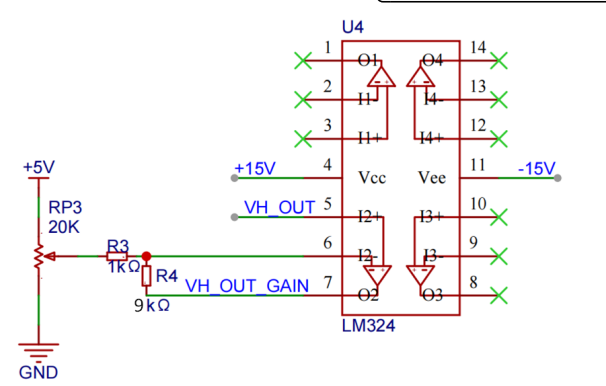 U4
1 O1 O4 14
2 I1- I4- 13
3 I1+ I4+ 12
+15V 4 Vcc Vee 11 -15V
VH_OUT 5 I2+ I3+ 10
6 I2- I3- 9
VH_OUT_GAIN 7 O2 O3 8
LM324
+5V
RP3
20K
R3
1kΩ
R4
9kΩ
GND